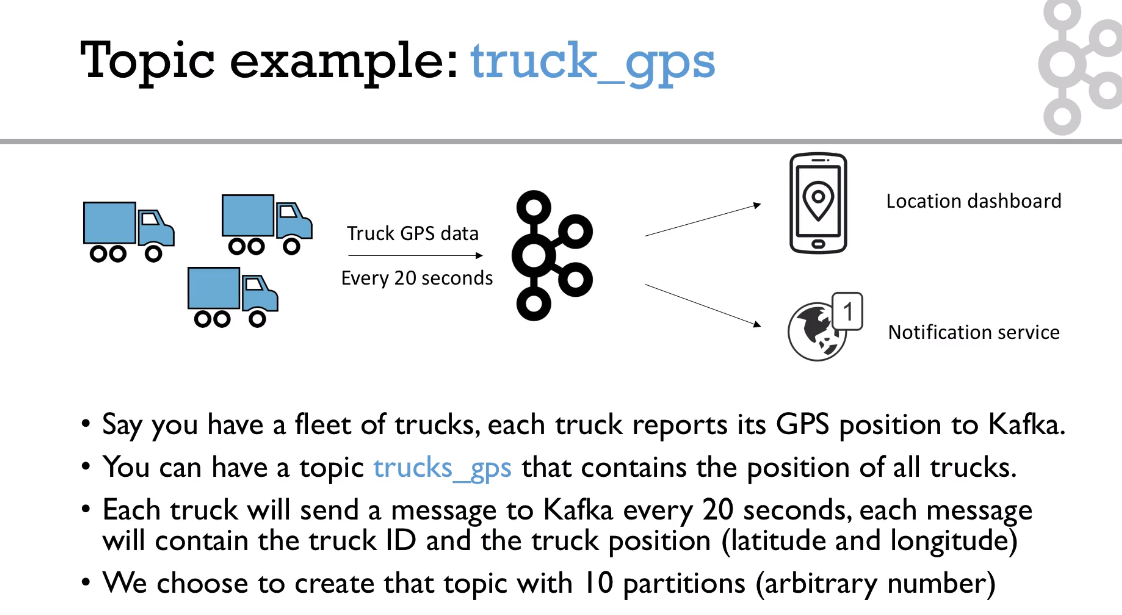 Topic example: truck_gps
Truck GPS data
Every 20 seconds
Location dashboard
1
Notification service
• Say you have a fleet of trucks, each truck reports its GPS position to Kafka.
• You can have a topic trucks_gps that contains the position of all trucks.
• Each truck will send a message to Kafka every 20 seconds, each message
will contain the truck ID and the truck position (latitude and longitude)
• We choose to create that topic with 10 partitions (arbitrary number)